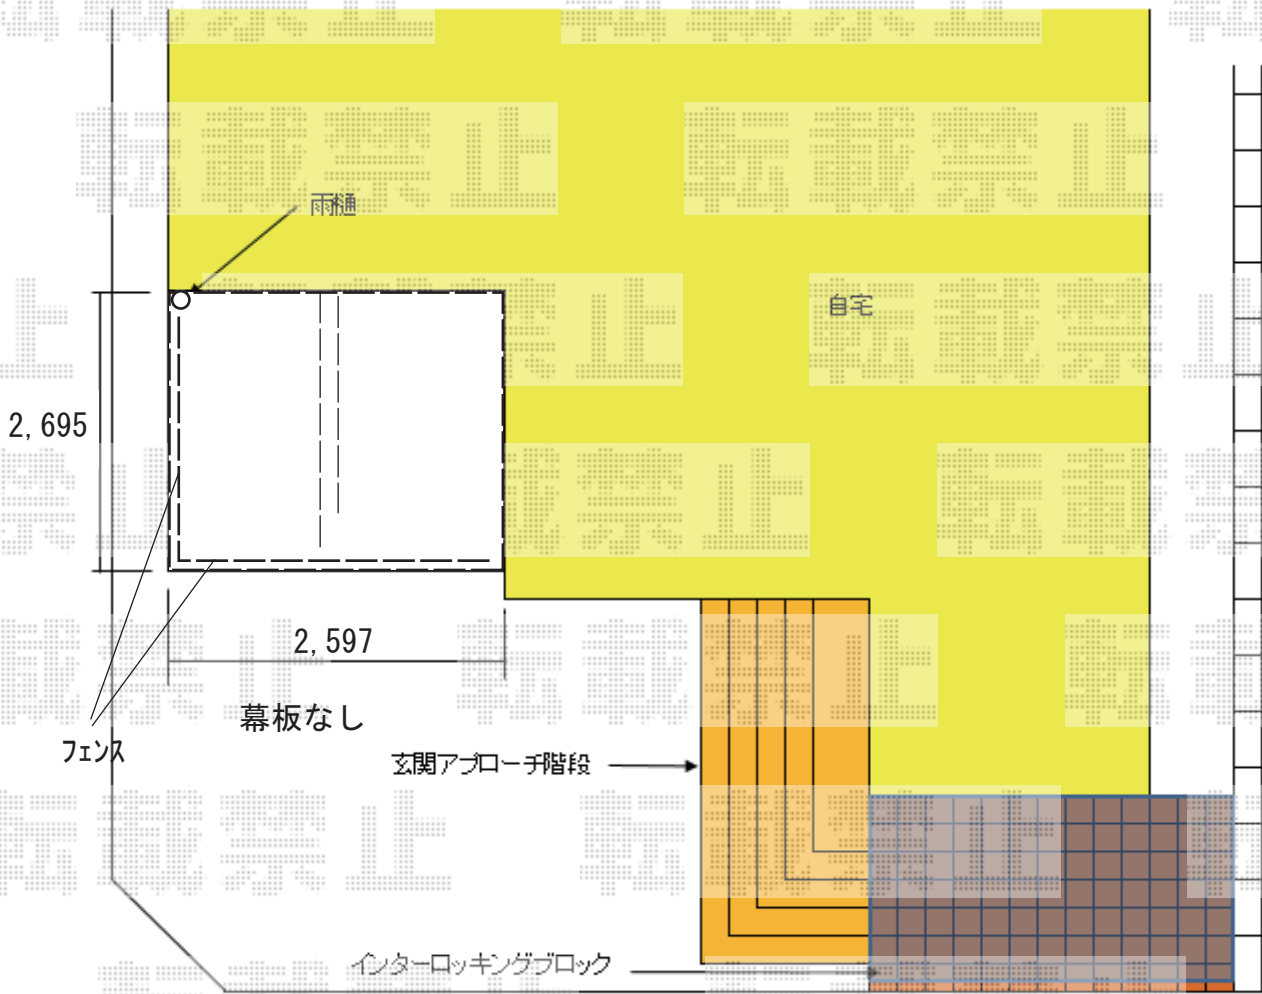 転載禁止
雨樋
自宅
2,695
2,597
幕板なし
フェンス
玄関アプローチ階段
インターロッキングブロック